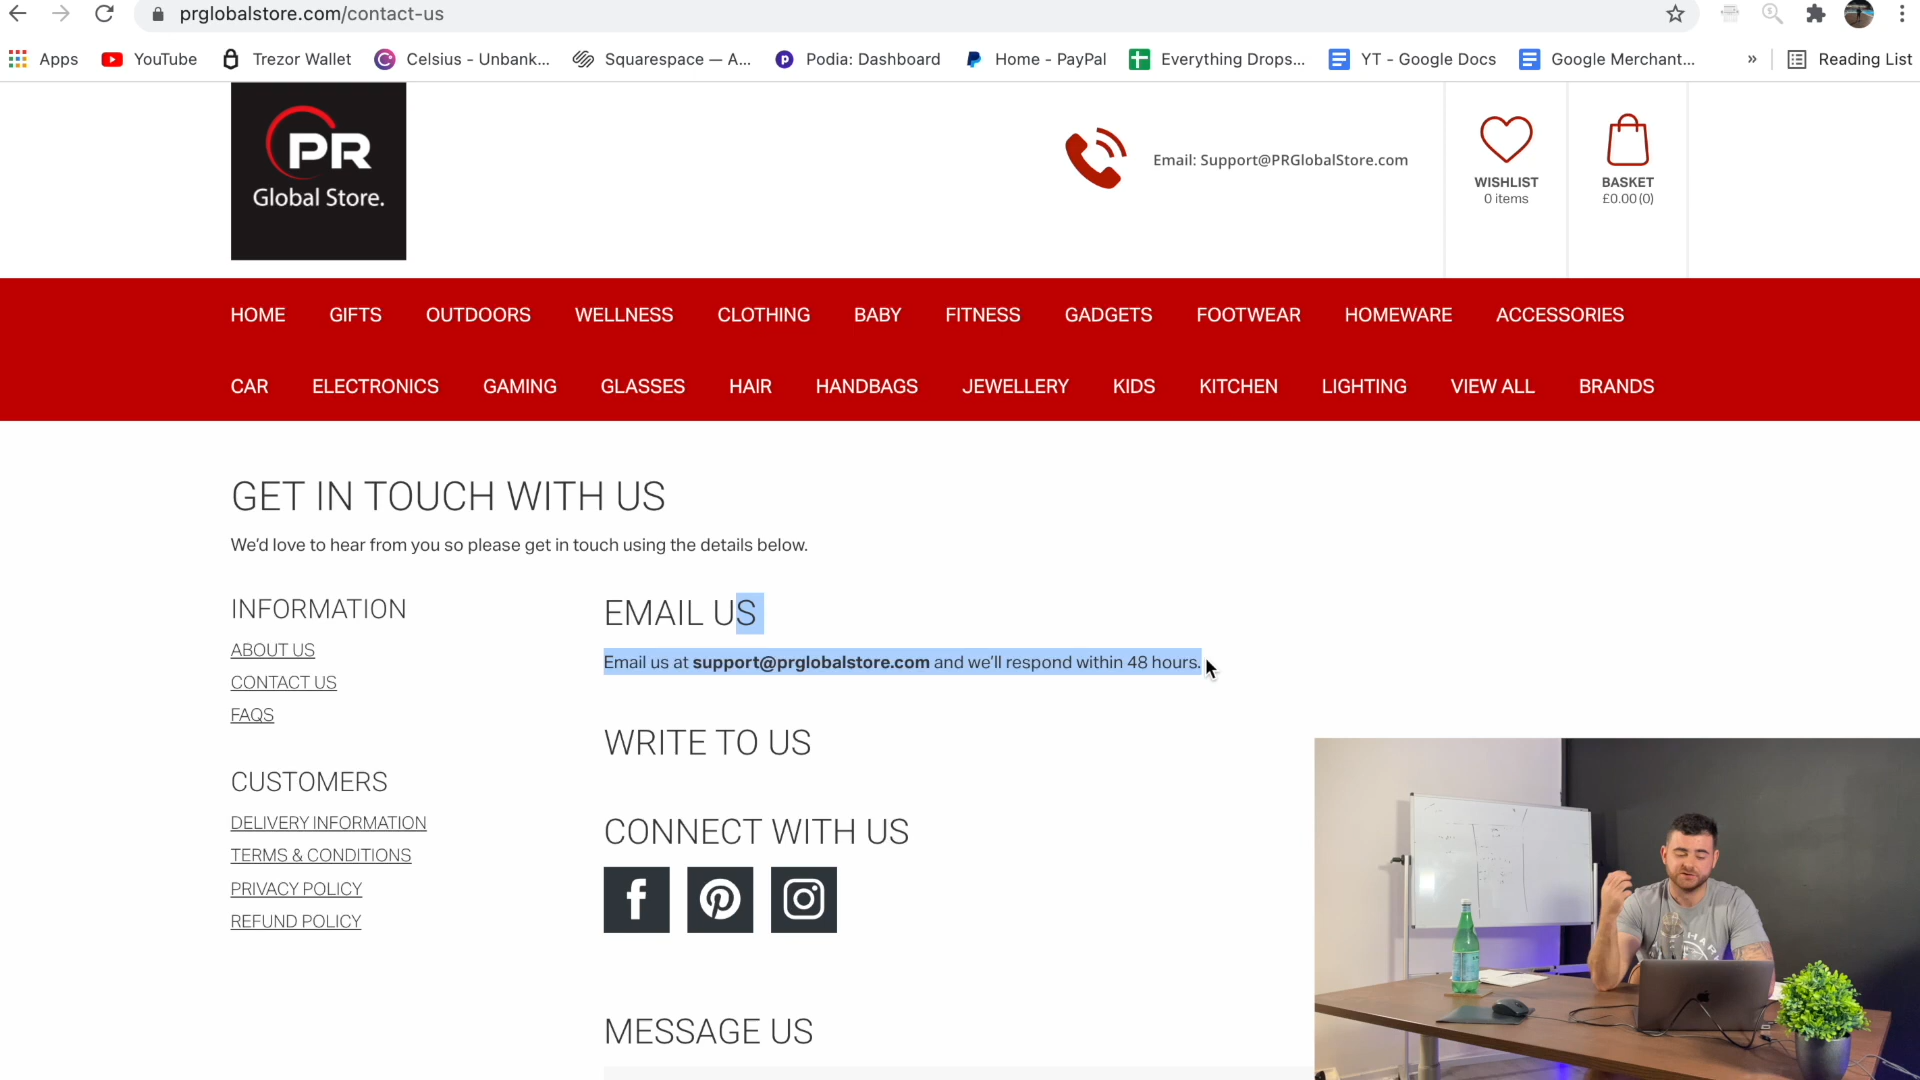 prglobalstore.com/contact-us
Apps YouTube Trezor Wallet Celsius - Unbank... Squarespace — A... Podia: Dashboard Home - PayPal Everything Drops... YT - Google Docs Google Merchant... » Reading List
PR
Global Store.
Email: Support@PRGlobalStore.com
WISHLIST
0 items
BASKET
£0.00 (0)
HOME GIFTS OUTDOORS WELLNESS CLOTHING BABY FITNESS GADGETS FOOTWEAR HOMEWARE ACCESSORIES
CAR ELECTRONICS GAMING GLASSES HAIR HANDBAGS JEWELLERY KIDS KITCHEN LIGHTING VIEW ALL BRANDS
GET IN TOUCH WITH US
We’d love to hear from you so please get in touch using the details below.
INFORMATION
ABOUT US
CONTACT US
FAQS
CUSTOMERS
DELIVERY INFORMATION
TERMS & CONDITIONS
PRIVACY POLICY
REFUND POLICY
EMAIL US
Email us at support@prglobalstore.com and we’ll respond within 48 hours.
WRITE TO US
CONNECT WITH US
MESSAGE US